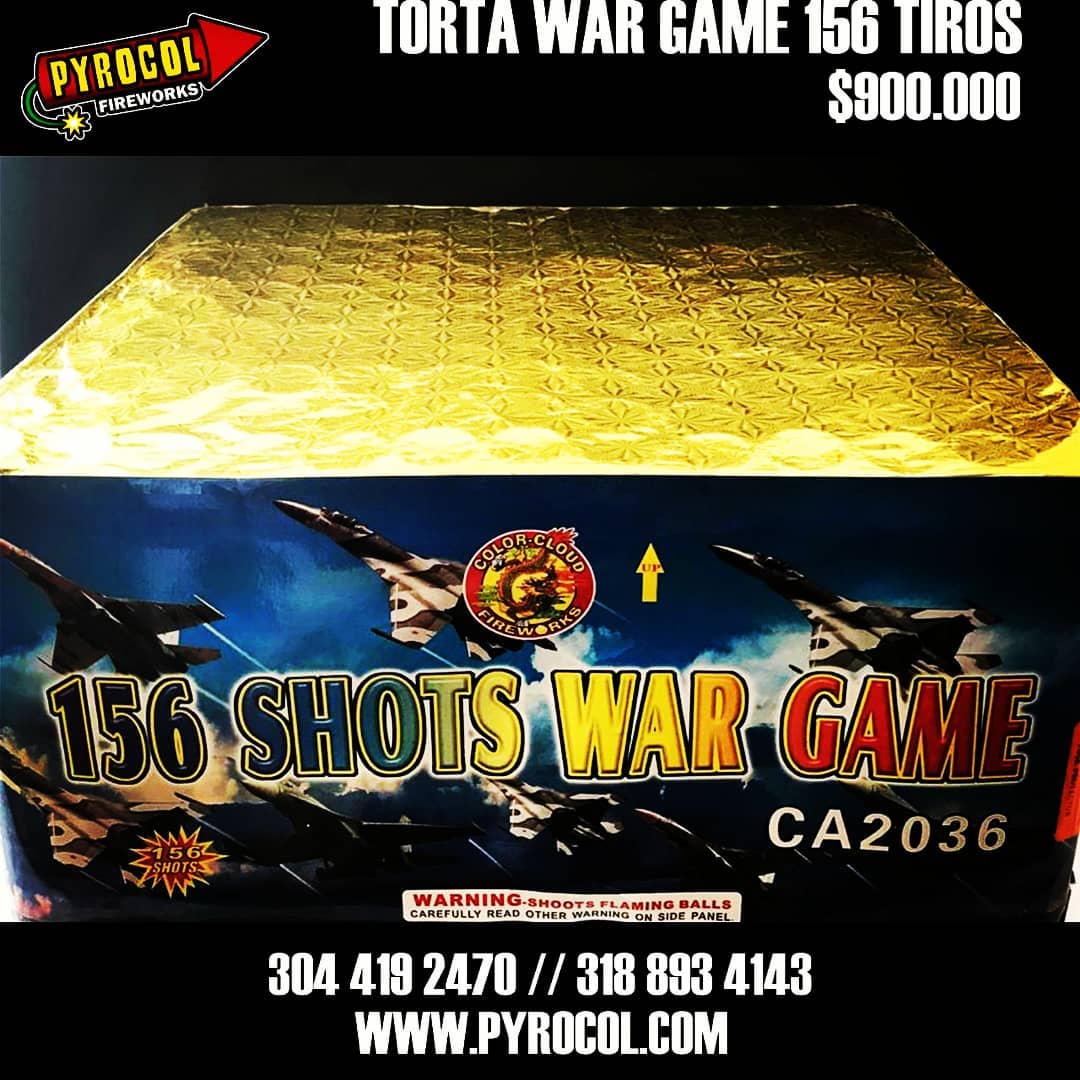 PYROCOL
FIREWORKS
TORTA WAR GAME 156 TIROS
$900.000
COLOR-CLOUD
FIREWORKS
UP
156 SHOTS WAR GAME
CA2036
156
SHOTS
WARNING-SHOOTS FLAMING BALLS
CAREFULLY READ OTHER WARNING ON SIDE PANEL.
304 419 2470 // 318 893 4143
WWW.PYROCOL.COM